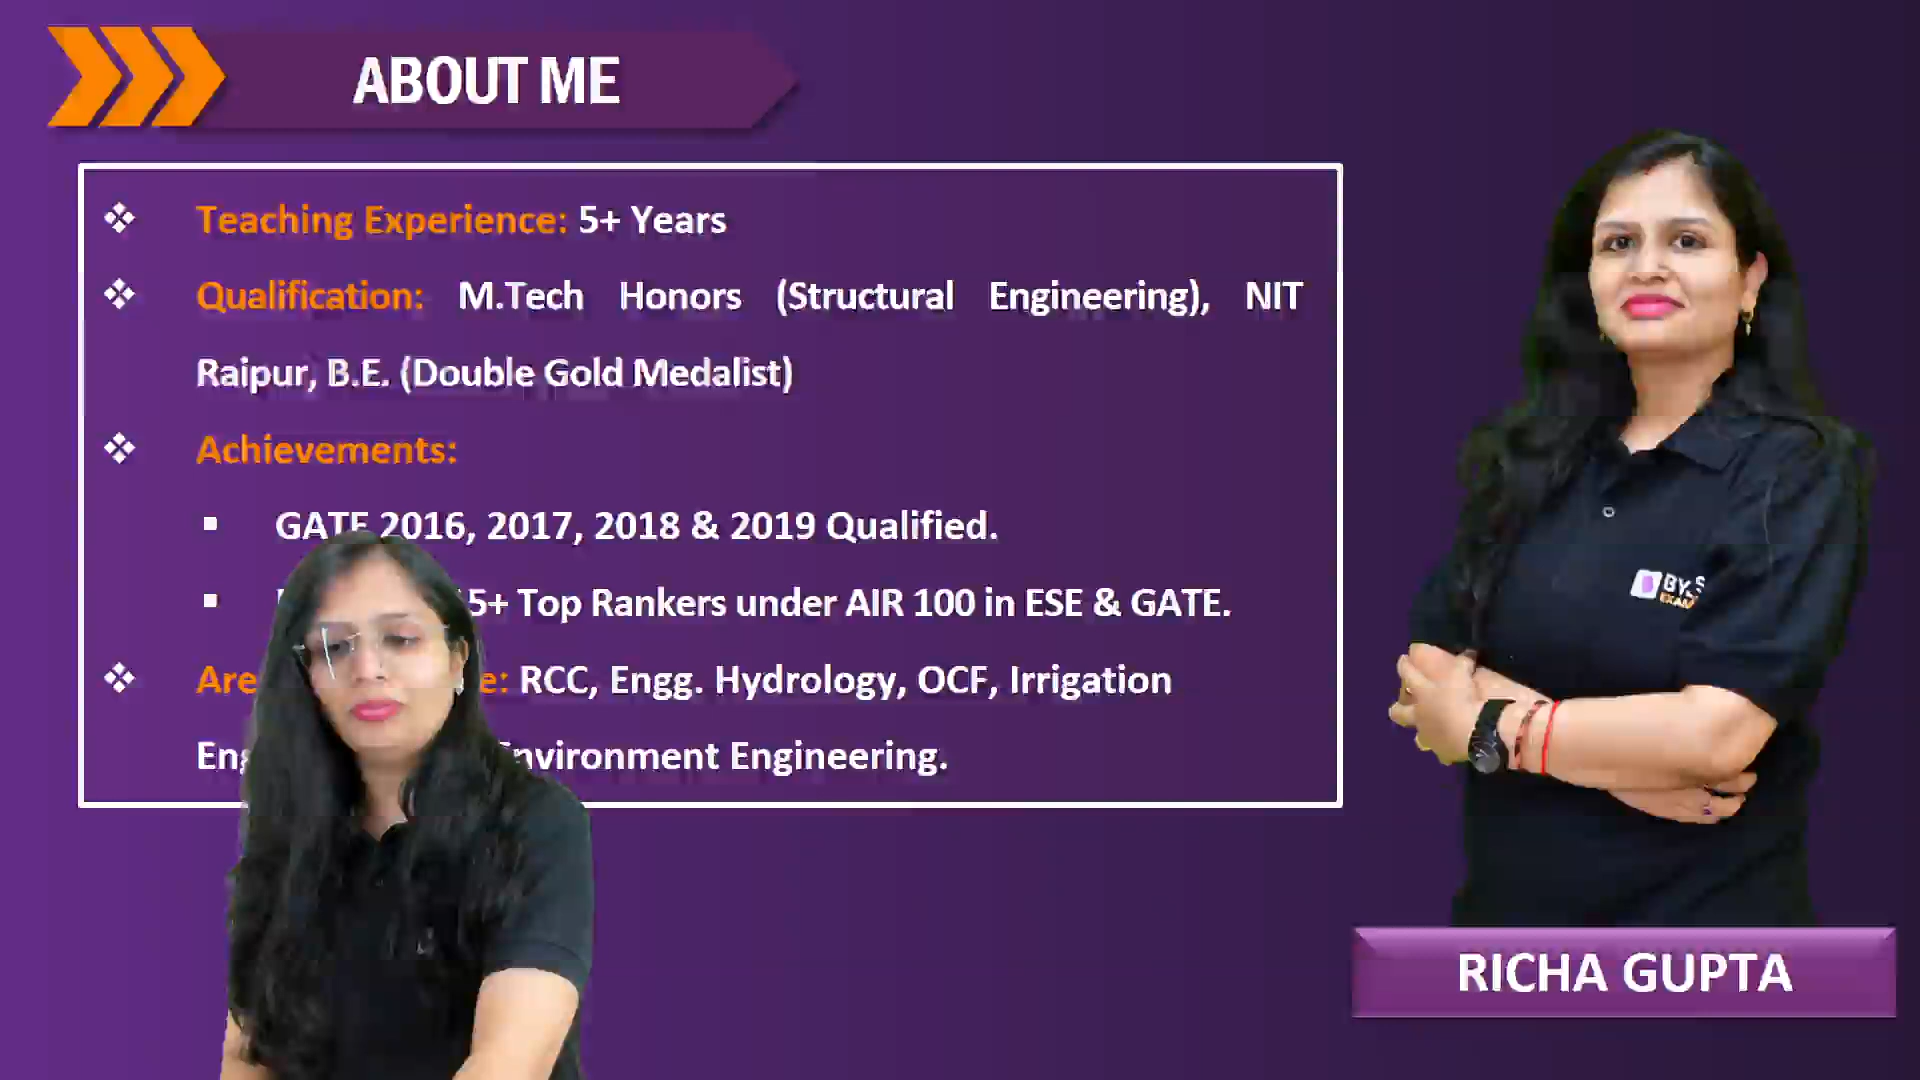 ABOUT ME
Teaching Experience: 5+ Years
Qualification: M.Tech Honors (Structural Engineering), NIT
Raipur, B.E. (Double Gold Medalist)
Achievements:
GATE 2016, 2017, 2018 & 2019 Qualified.
5+ Top Rankers under AIR 100 in ESE & GATE.
RCC, Engg. Hydrology, OCF, Irrigation
Environment Engineering.
RICHA GUPTA